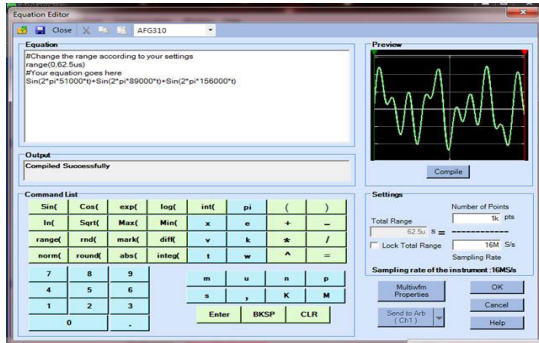 Equation Editor
Close AFG310
Equation
#Change the range according to your settings
range(0,62.5us)
#Your equation goes here
Sin(2*pi*51000*t)+Sin(2*pi*89000*t)+Sin(2*pi*156000*t)
Preview
Output
Compiled Successfully
Compile
Command List
Sin( Cos( exp( log( int( pi ( )
ln( Sqrt( Max( Min( x e + -
range( rnd( mark( diff( v k * /
norm( round( abs( integ( t w ^ =
7 8 9 m u n p
4 5 6 s , K M
1 2 3 Enter BKSP CLR
0 .
Settings
Number of Points
Total Range 1k pts
62.5u s = ------------
Lock Total Range 16M S/s
Sampling Rate
Sampling rate of the instrument :16MS/s
Multiwfm Properties OK
Cancel
Send to Arb (Ch1) Help